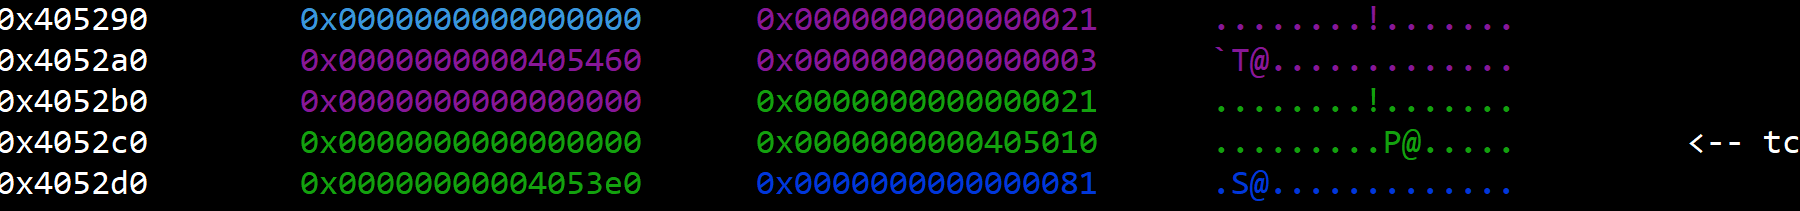 0x405290 0x0000000000000000 0x0000000000000021 ........!.......
0x4052a0 0x0000000000405460 0x0000000000000003 `T@.............
0x4052b0 0x0000000000000000 0x0000000000000021 ........!.......
0x4052c0 0x0000000000000000 0x0000000000405010 .........P@..... <-- tc
0x4052d0 0x00000000004053e0 0x0000000000000081 .S@.............